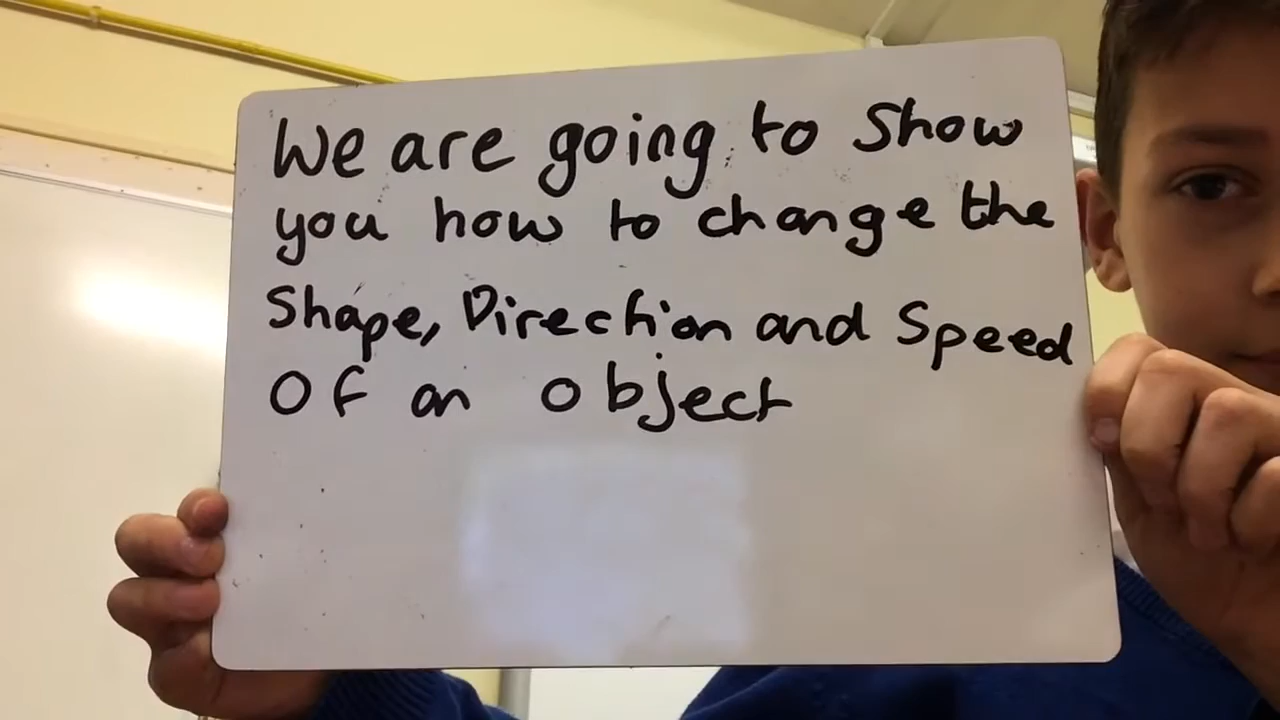 We are going to Show
you how to change the
Shape, Direction and Speed
OF an object